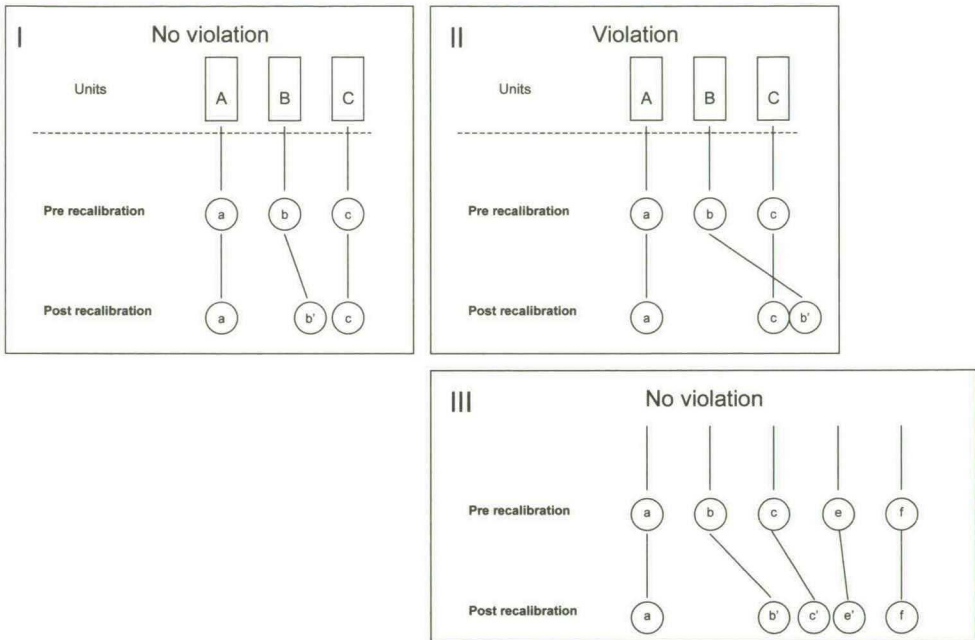 I No violation
Units A B C
Pre recalibration a b c
Post recalibration a b' c
II Violation
Units A B C
Pre recalibration a b c
Post recalibration a c b'
III No violation
Pre recalibration a b c e f
Post recalibration a b' c' e' f